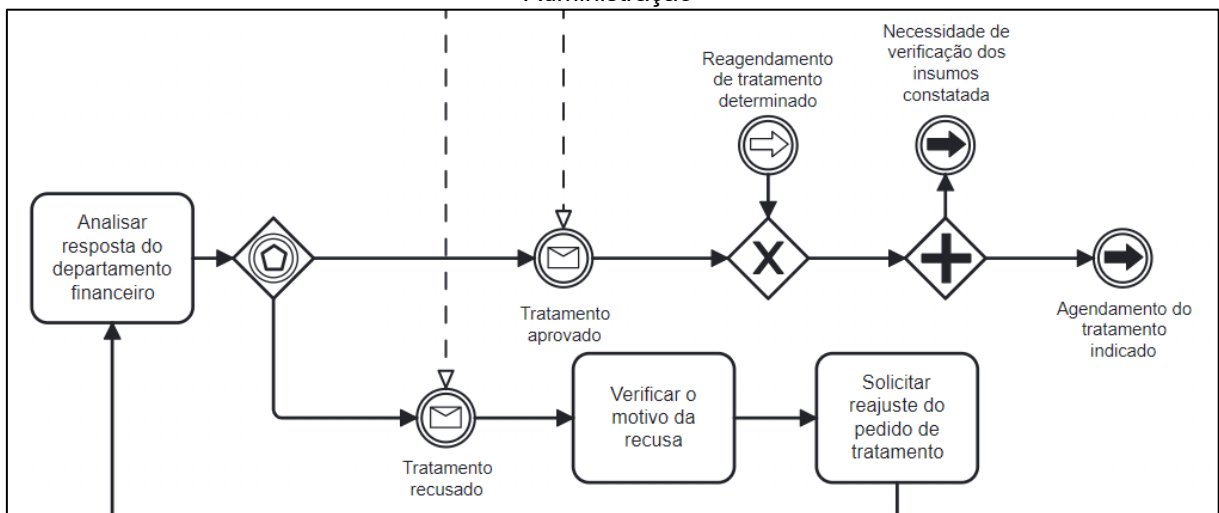 Administração
Necessidade de
verificação dos
insumos
constatada
Reagendamento
de tratamento
determinado
Analisar
resposta do
departamento
financeiro
Tratamento
aprovado
Agendamento do
tratamento
indicado
Verificar o
motivo da
recusa
Solicitar
reajuste do
pedido de
tratamento
Tratamento
recusado